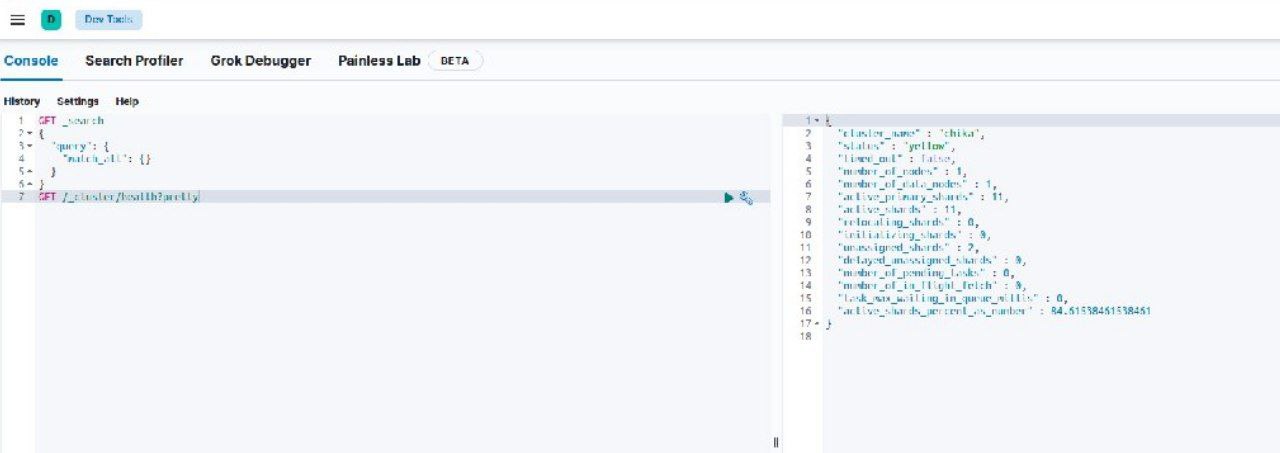 D Dev Tools
Console Search Profiler Grok Debugger Painless Lab BETA
History Settings Help
1 GET _search
2 {
3 "query": {
4 "match_all": {}
5 }
6 }
7 GET /_cluster/health?pretty
1 {
2 "cluster_name" : "chika",
3 "status" : "yellow",
4 "timed_out" : false,
5 "number_of_nodes" : 1,
6 "number_of_data_nodes" : 1,
7 "active_primary_shards" : 11,
8 "active_shards" : 11,
9 "relocating_shards" : 0,
10 "initializing_shards" : 0,
11 "unassigned_shards" : 2,
12 "delayed_unassigned_shards" : 0,
13 "number_of_pending_tasks" : 0,
14 "number_of_in_flight_fetch" : 0,
15 "task_max_waiting_in_queue_millis" : 0,
16 "active_shards_percent_as_number" : 84.61538461538461
17 }
18